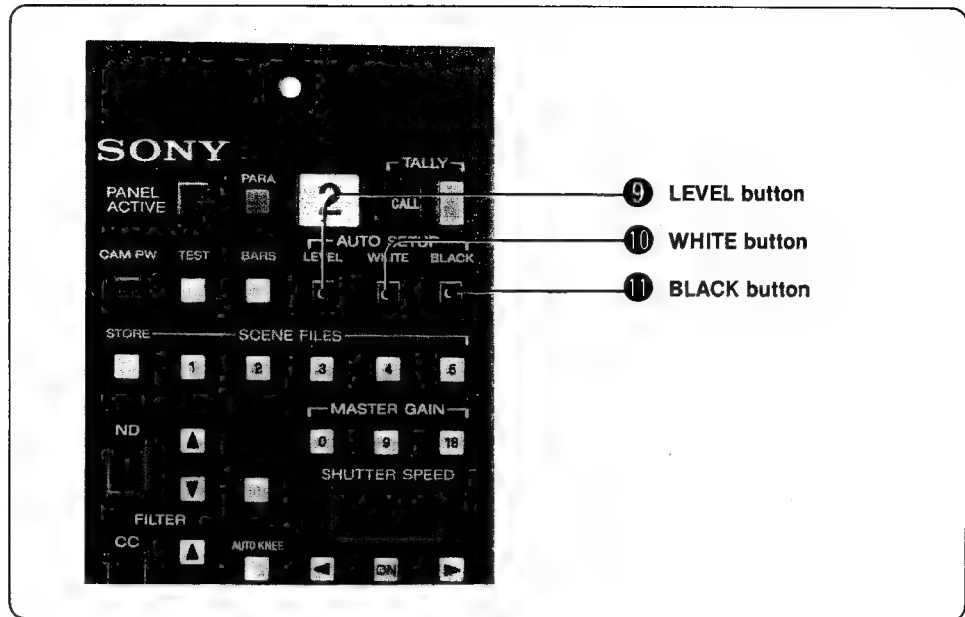 SONY
TALLY
PANEL ACTIVE
PARA
2
CALL
AUTO SETUP
CAM PW
TEST
BARS
LEVEL
WHITE
BLACK
STORE
SCENE FILES
1
2
3
4
5
MASTER GAIN
ND
0
9
18
SHUTTER SPEED
FILTER
CC
AUTO KNEE
ON
9 LEVEL button
10 WHITE button
11 BLACK button